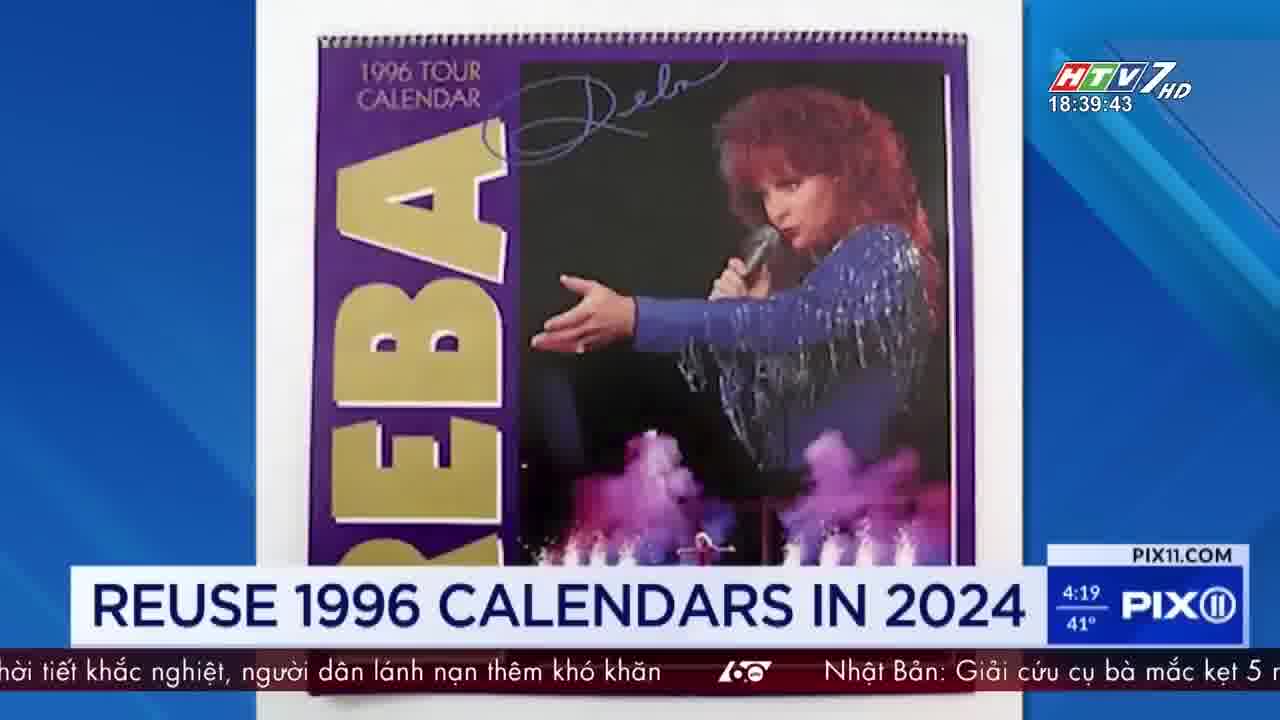 HTV7 HD
18:39:43
1996 TOUR
CALENDAR
Reba
REBA
PIX11.COM
REUSE 1996 CALENDARS IN 2024
4:19
41°
PIX11
hời tiết khắc nghiệt, người dân lánh nạn thêm khó khăn
60
Nhật Bản: Giải cứu cụ bà mắc kẹt 5